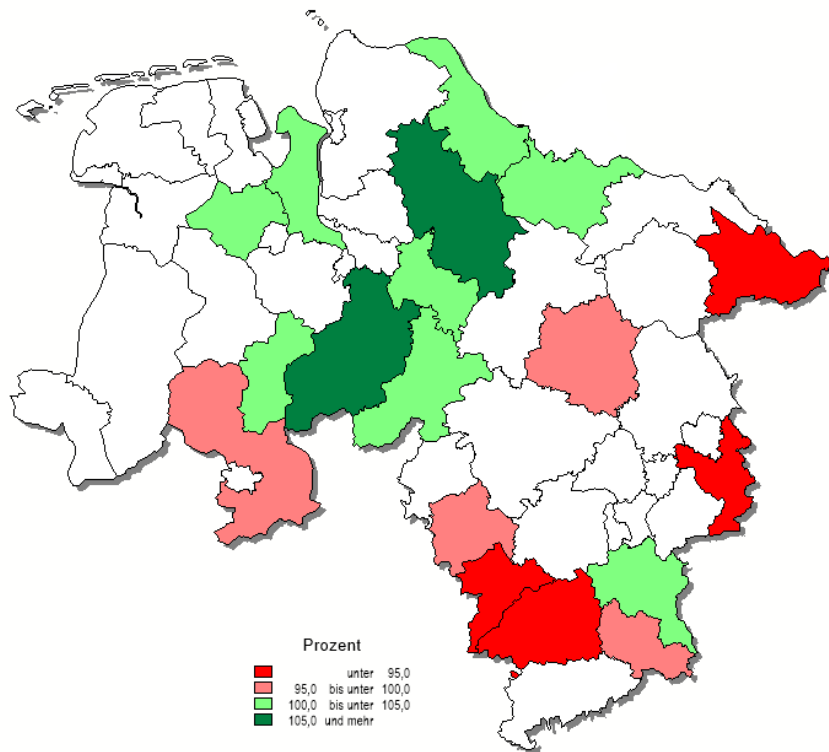 Prozent
unter 95,0
95,0 bis unter 100,0
100,0 bis unter 105,0
105,0 und mehr